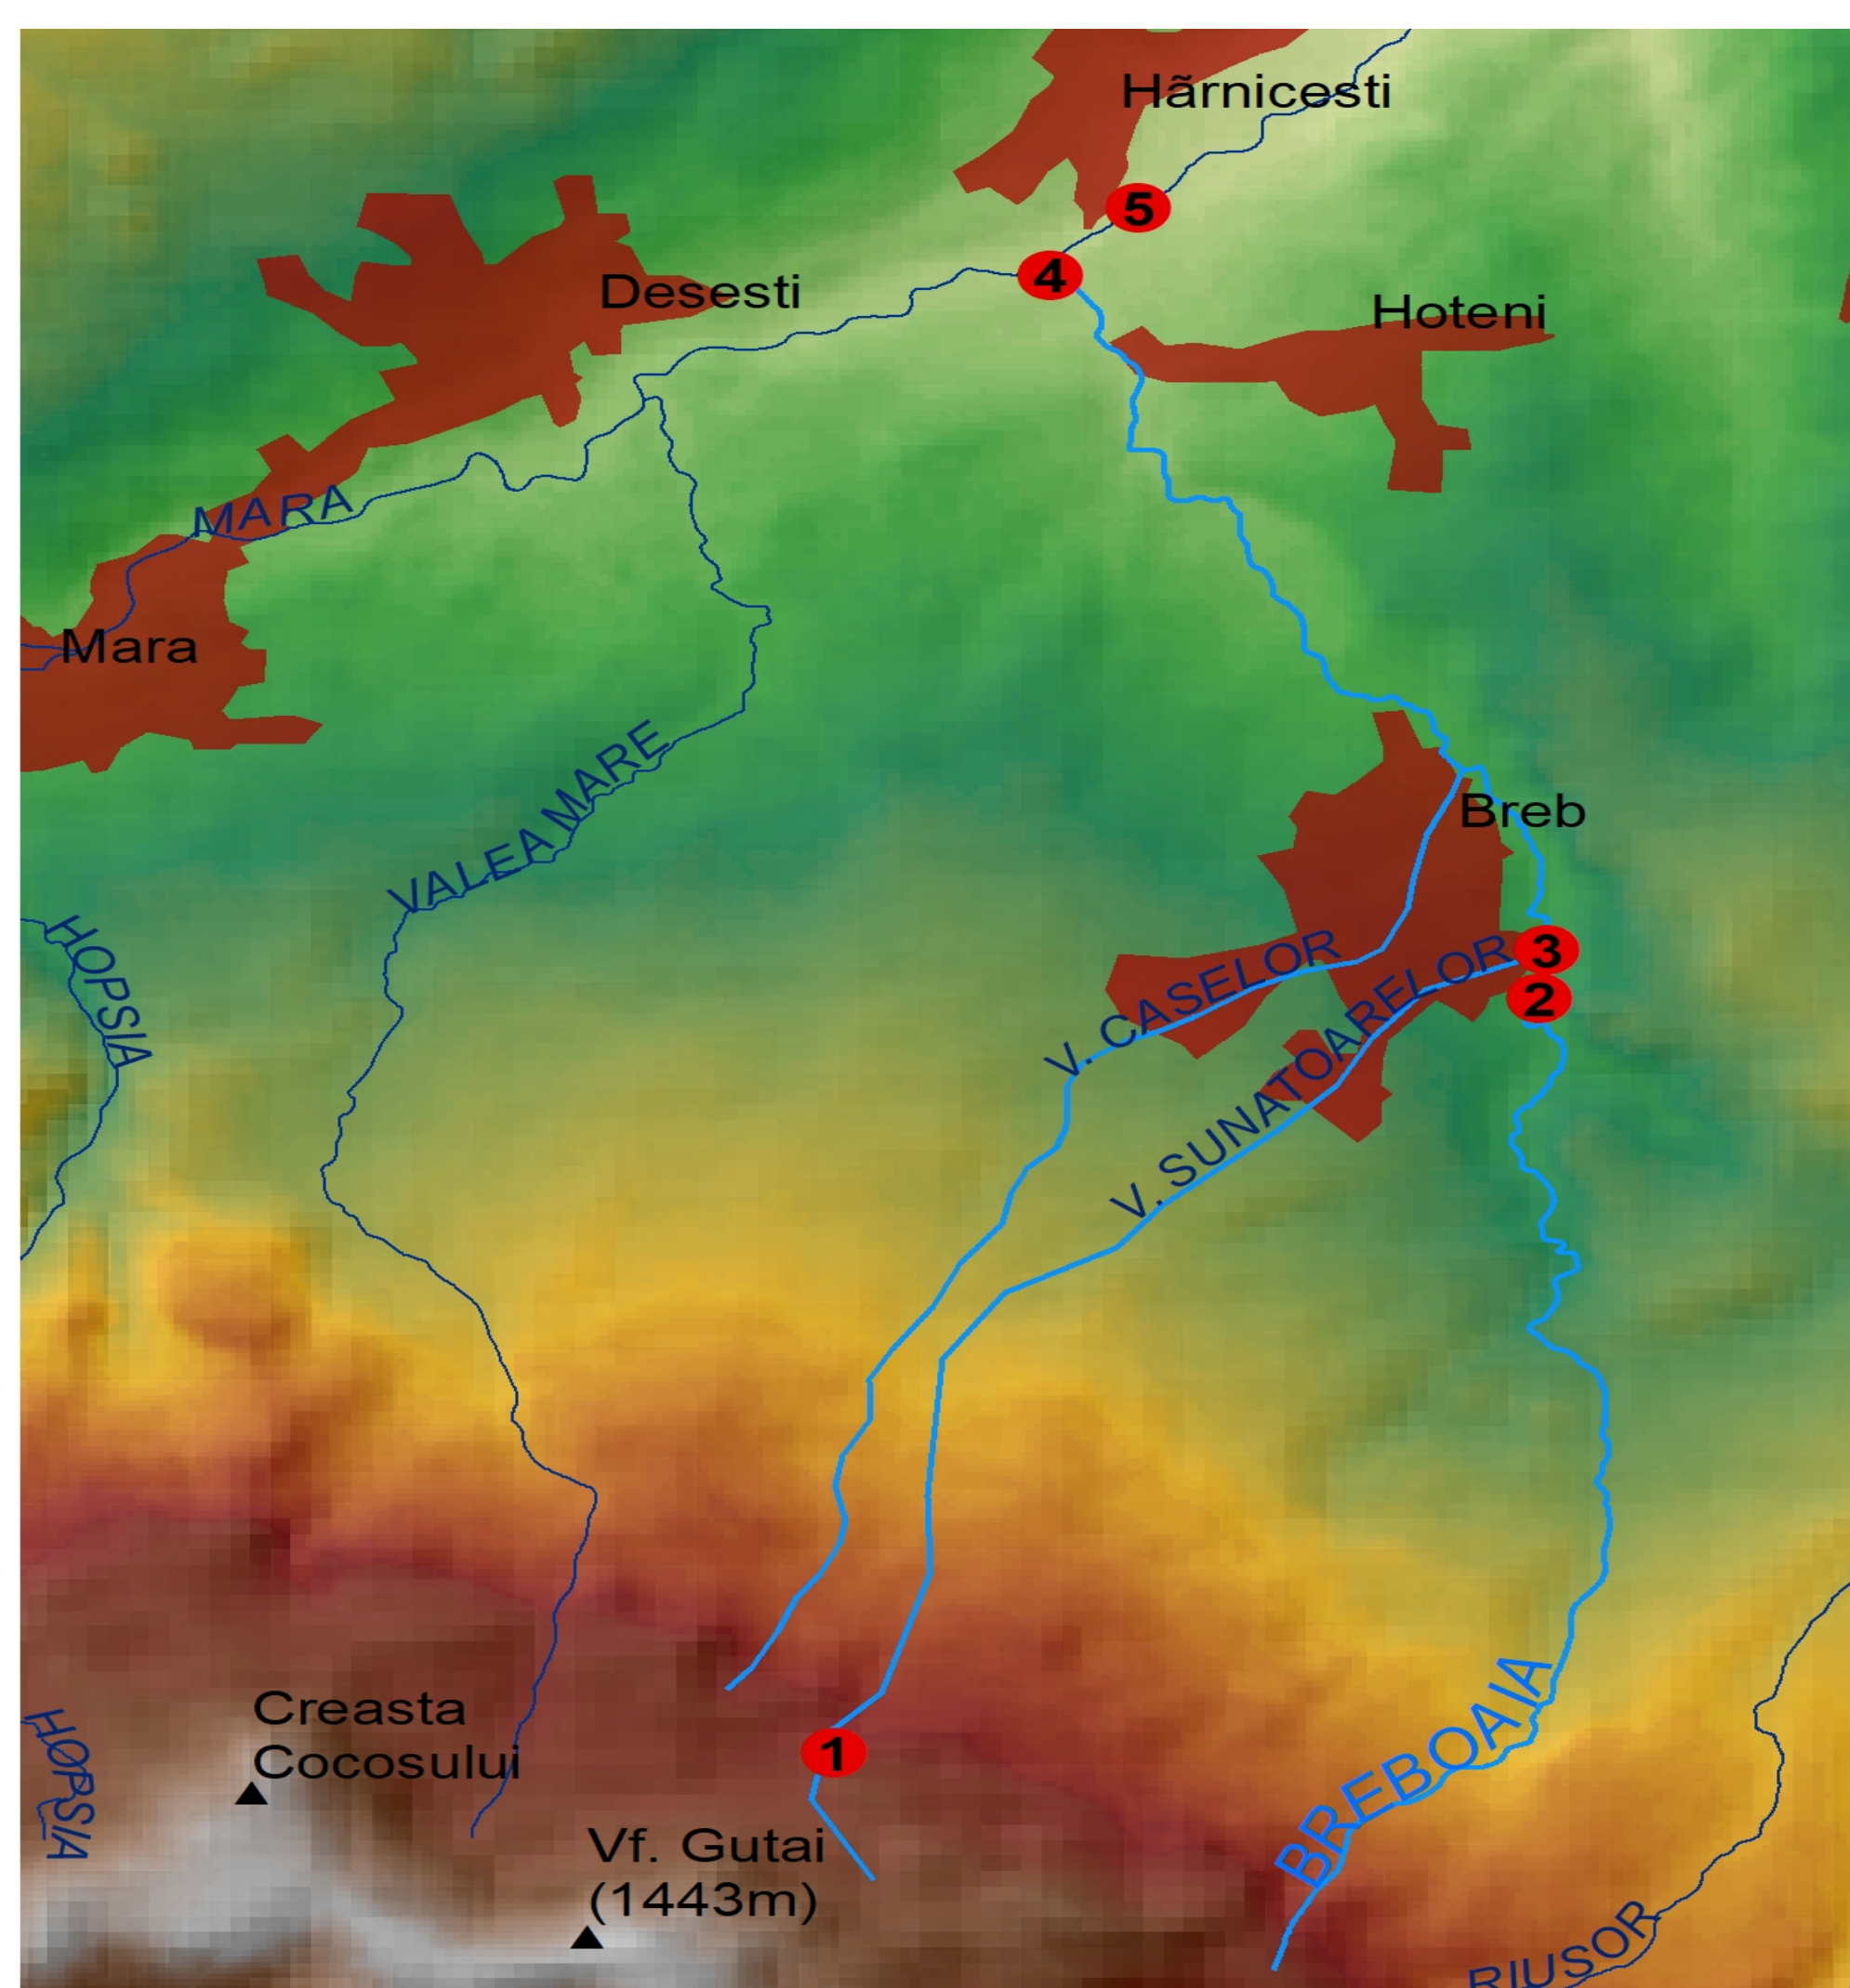 Hãrnicesti
5
4
Desesti
Hoteni
MARA
Mara
VALEA MARE
Breb
HOPSIA
V. CASELOR
3
2
V. SUNATOARELOR
BREBOAIA
HOPSIA
Creasta
Cocosului
1
Vf. Gutai
(1443m)
RIUSOR